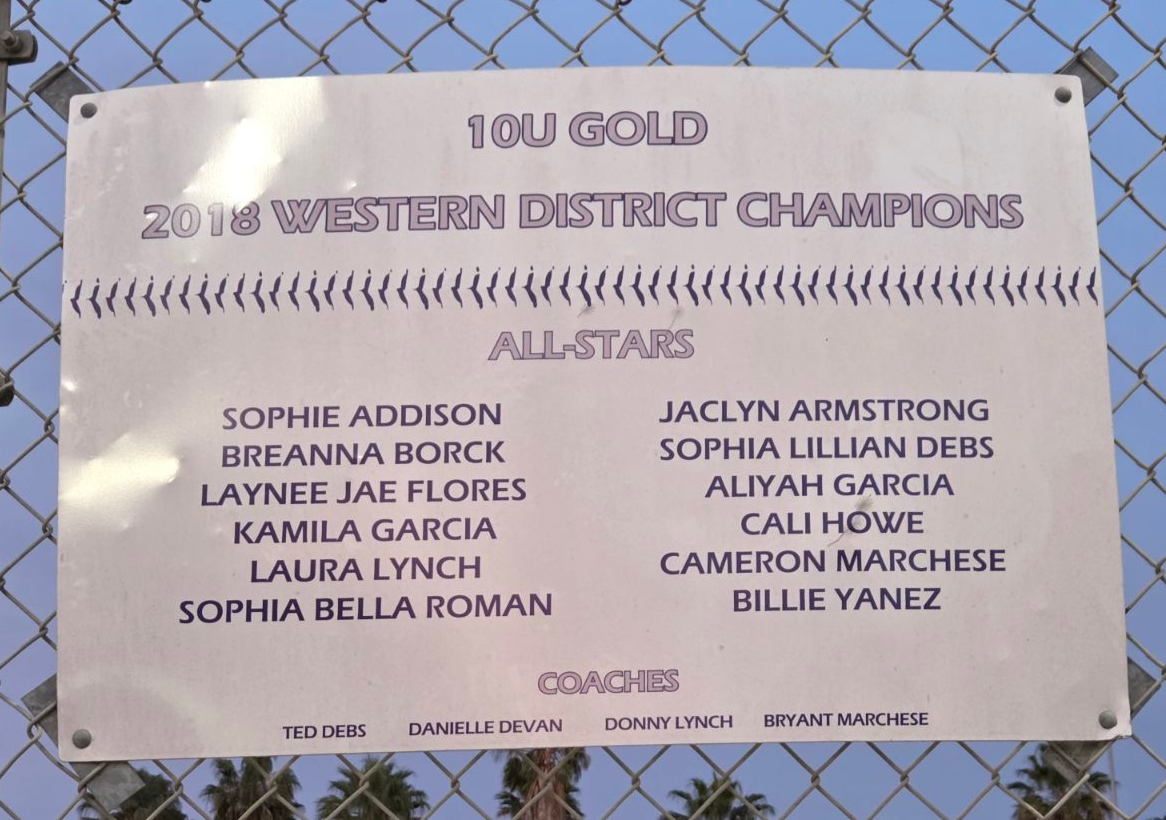 10U GOLD
2018 WESTERN DISTRICT CHAMPIONS
ALL-STARS
SOPHIE ADDISON
BREANNA BORCK
LAYNEE JAE FLORES
KAMILA GARCIA
LAURA LYNCH
SOPHIA BELLA ROMAN
JACLYN ARMSTRONG
SOPHIA LILLIAN DEBS
ALIYAH GARCIA
CALI HOWE
CAMERON MARCHESE
BILLIE YANEZ
COACHES
TED DEBS DANIELLE DEVAN DONNY LYNCH BRYANT MARCHESE